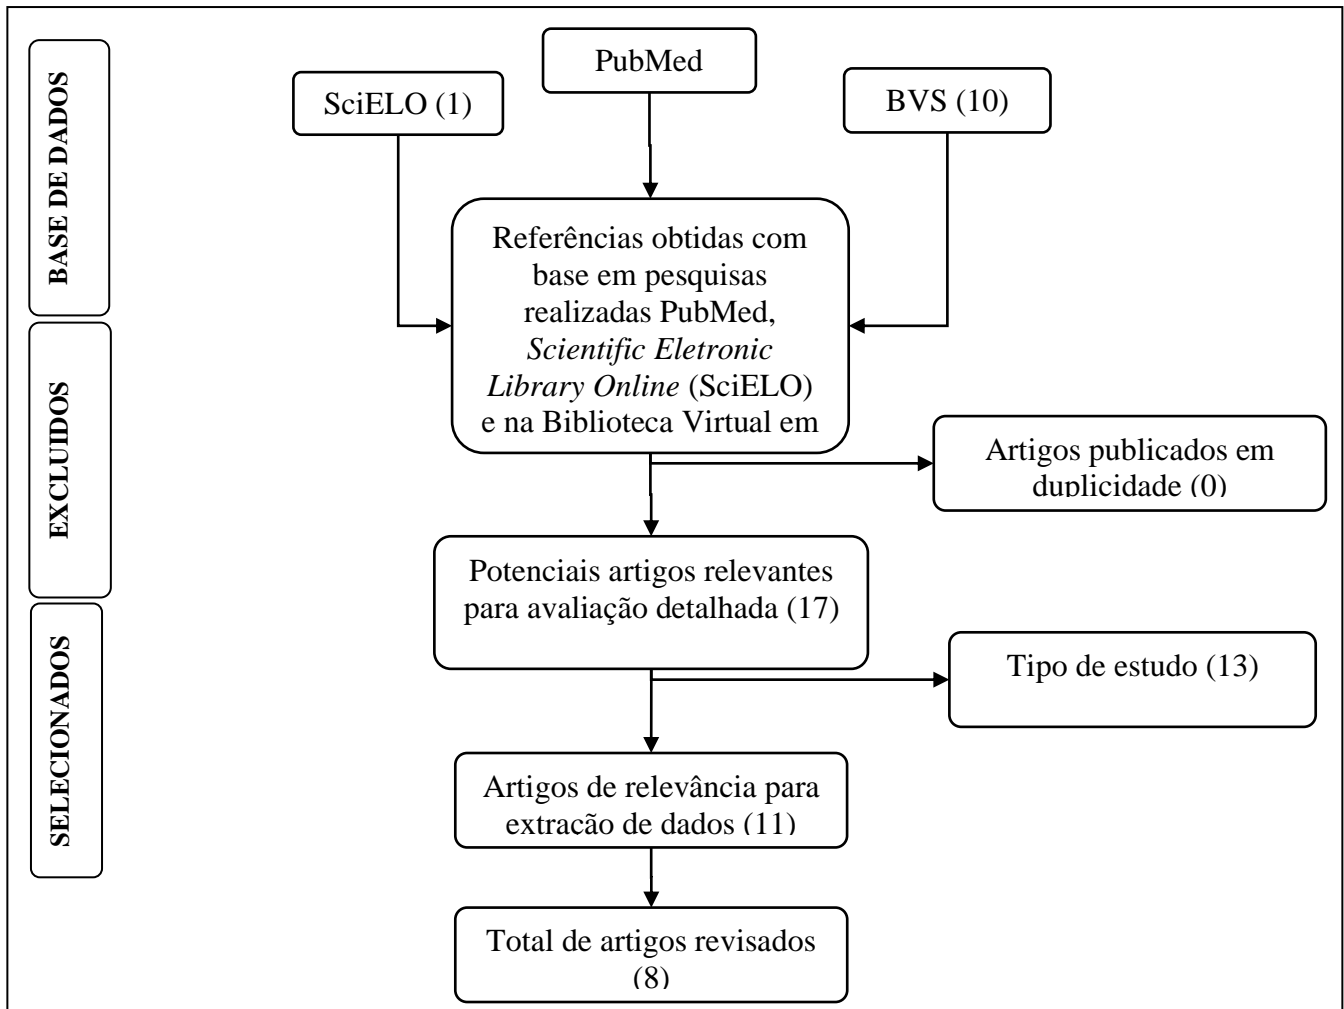 PubMed
SciELO (1)
BVS (10)
BASE DE DADOS
Referências obtidas com
base em pesquisas
realizadas PubMed,
Scientific Eletronic
Library Online (SciELO)
e na Biblioteca Virtual em
EXCLUIDOS
Artigos publicados em
duplicidade (0)
Potenciais artigos relevantes
para avaliação detalhada (17)
SELECIONADOS
Tipo de estudo (13)
Artigos de relevância para
extração de dados (11)
Total de artigos revisados
(8)